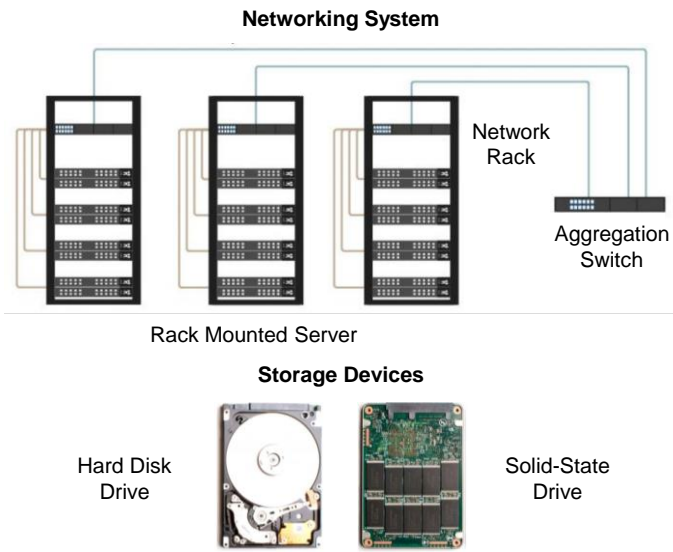 Networking System
Network
Rack
Aggregation
Switch
Rack Mounted Server
Storage Devices
Hard Disk
Drive
Solid-State
Drive